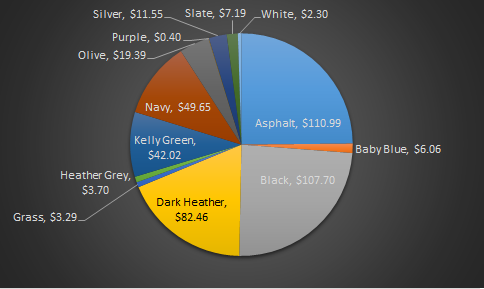 Silver, $11.55
Slate, $7.19
White, $2.30
Purple, $0.40
Olive, $19.39
Navy, $49.65
Asphalt, $110.99
Kelly Green,
$42.02
Baby Blue, $6.06
Heather Grey,
$3.70
Black, $107.70
Dark Heather,
$82.46
Grass, $3.29